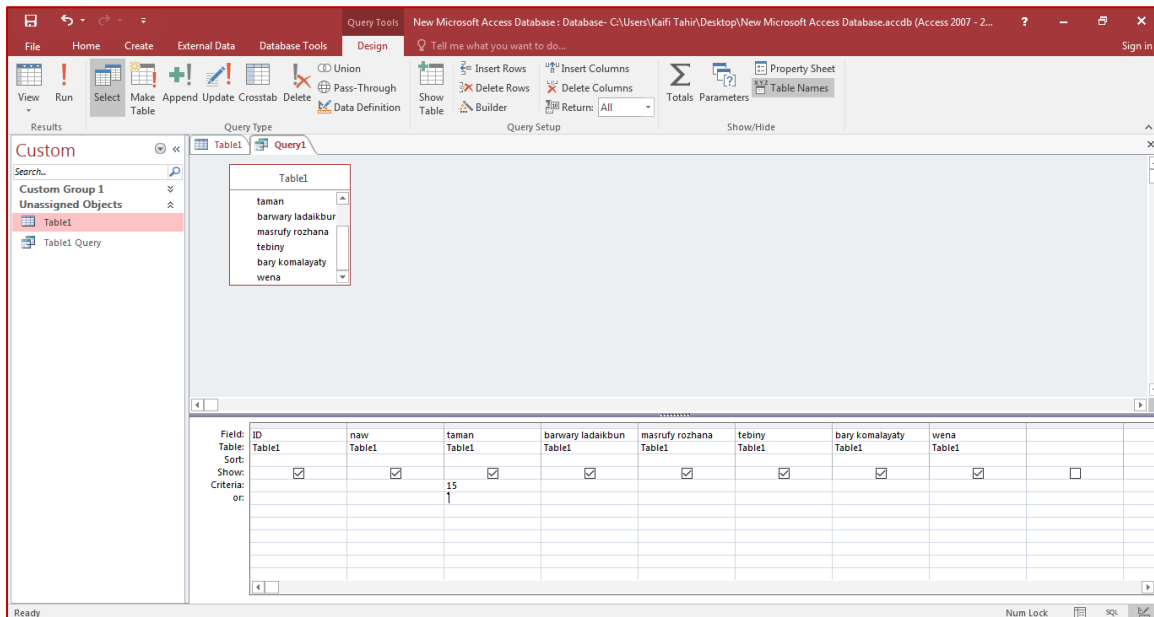 Query Tools New Microsoft Access Database : Database- C:\Users\Kaifi Tahir\Desktop\New Microsoft Access Database.accdb (Access 2007 - 2... ?
File Home Create External Data Database Tools Design Tell me what you want to do... Sign in
View Run Select Make Table Append Update Crosstab Delete
Union
Pass-Through
Data Definition
Show Table
Insert Rows
Delete Rows
Builder
Insert Columns
Delete Columns
Return: All
Totals Parameters
Property Sheet
XYZ Table Names
Results Query Type Query Setup Show/Hide
Custom
Search...
Custom Group 1
Unassigned Objects
Table1
Table1 Query
Table1 Query1
Table1
taman
barwary ladaikbur
masrufy rozhana
tebiny
bary komalayaty
wena
Field: ID naw taman barwary ladaikbun masrufy rozhana tebiny bary komalayaty wena
Table: Table1 Table1 Table1 Table1 Table1 Table1 Table1 Table1
Sort:
Show:
Criteria: 15
or:
Ready Num Lock SQL